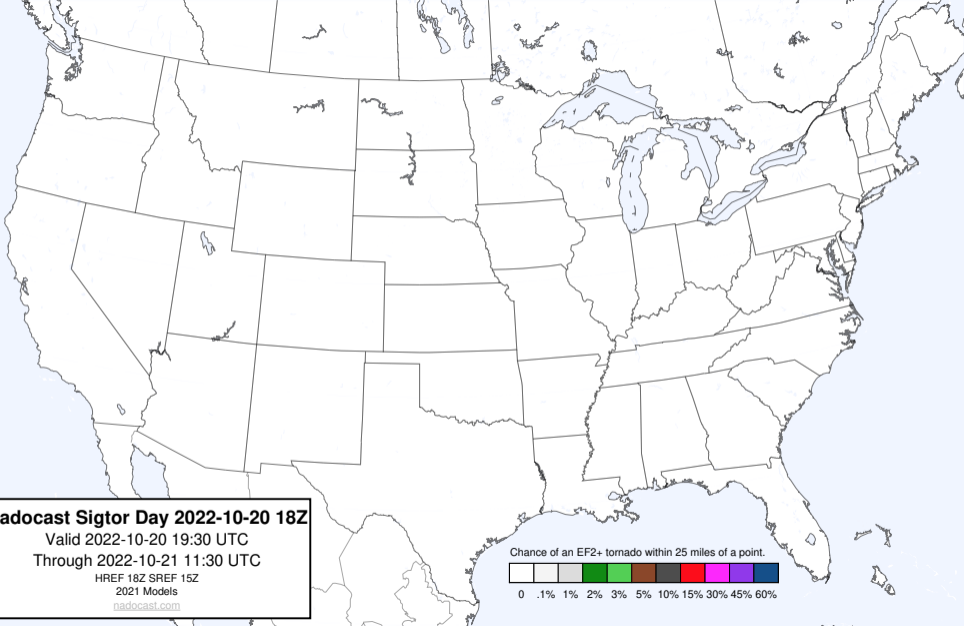 adocast Sigtor Day 2022-10-20 18Z
Valid 2022-10-20 19:30 UTC
Through 2022-10-21 11:30 UTC
HREF 18Z SREF 15Z
2021 Models
nadocast.com
Chance of an EF2+ tornado within 25 miles of a point.
0 .1% 1% 2% 3% 5% 10% 15% 30% 45% 60%